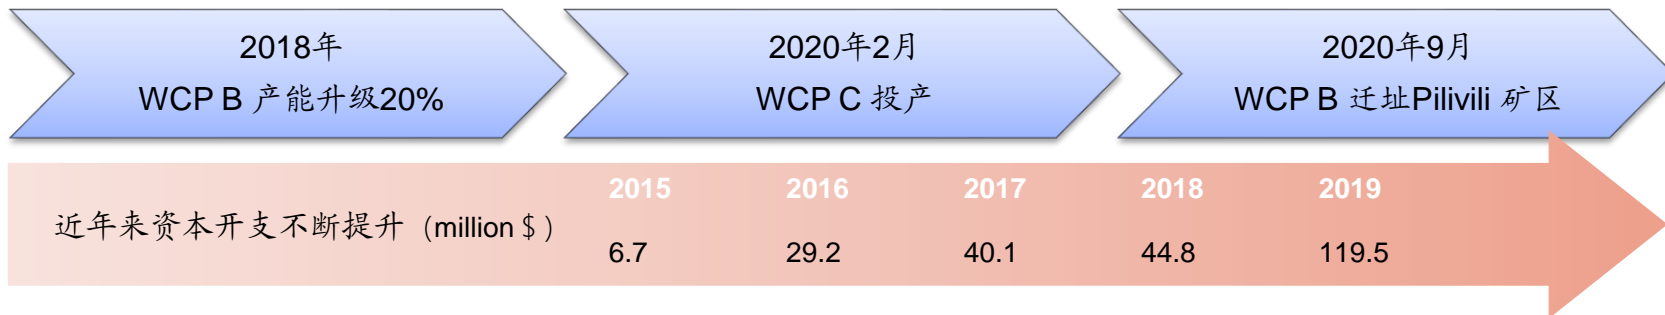 2018年
WCP B 产能升级20%
2020年2月
WCP C 投产
2020年9月
WCP B 迁址Pilivili 矿区
2015 2016 2017 2018 2019
近年来资本开支不断提升（million＄）
6.7 29.2 40.1 44.8 119.5